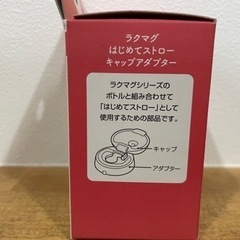 ラクマグ
はじめてストロー
キャップアダプター
ラクマグシリーズの
ボトルと組み合わせて
「はじめてストロー」として
使用するための部品です。
キャップ
アダプター